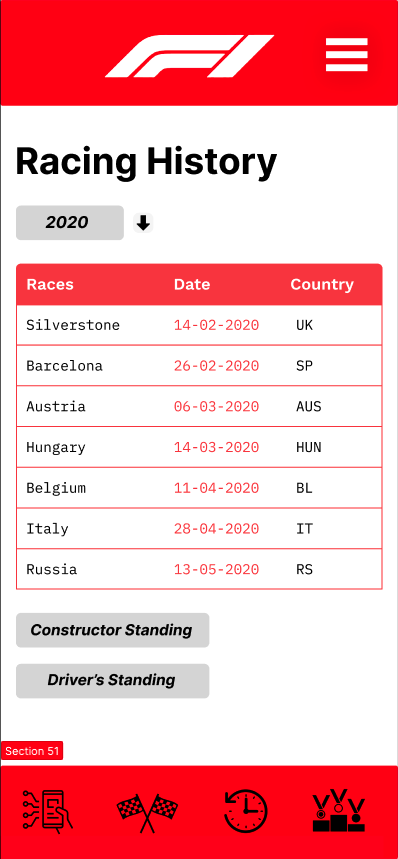 Racing History
2020
Races Date Country
Silverstone 14-02-2020 UK
Barcelona 26-02-2020 SP
Austria 06-03-2020 AUS
Hungary 14-03-2020 HUN
Belgium 11-04-2020 BL
Italy 28-04-2020 IT
Russia 13-05-2020 RS
Constructor Standing
Driver's Standing
Section 51